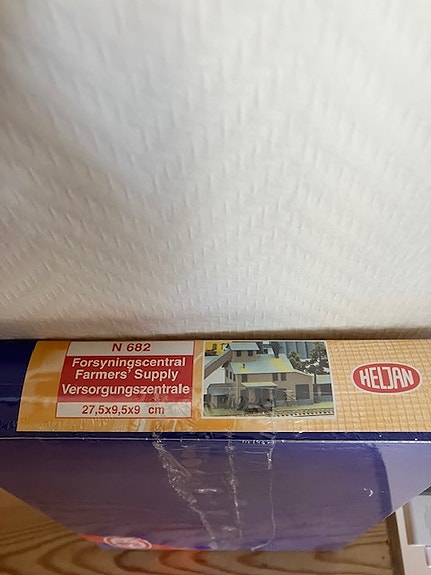 N 682
Forsyningscentral
Farmers' Supply
Versorgungszentrale
27,5x9,5x9 cm
HELJAN